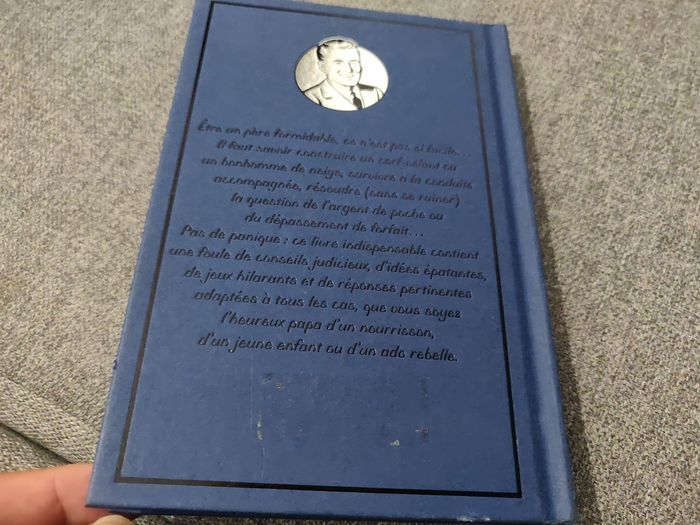 Être un père formidable, ce n'est pas si facile...
Il faut savoir construire un cerf-volant ou
un bonhomme de neige, survivre à la conduite
accompagnée, résoudre (sans se ruiner)
la question de l'argent de poche ou
du dépassement de forfait...
Pas de panique : ce livre indispensable contient
une foule de conseils judicieux, d'idées épatantes,
de jeux hilarants et de réponses pertinentes
adaptées à tous les cas, que vous soyez
l'heureux papa d'un nourrisson,
d'un jeune enfant ou d'un ado rebelle.